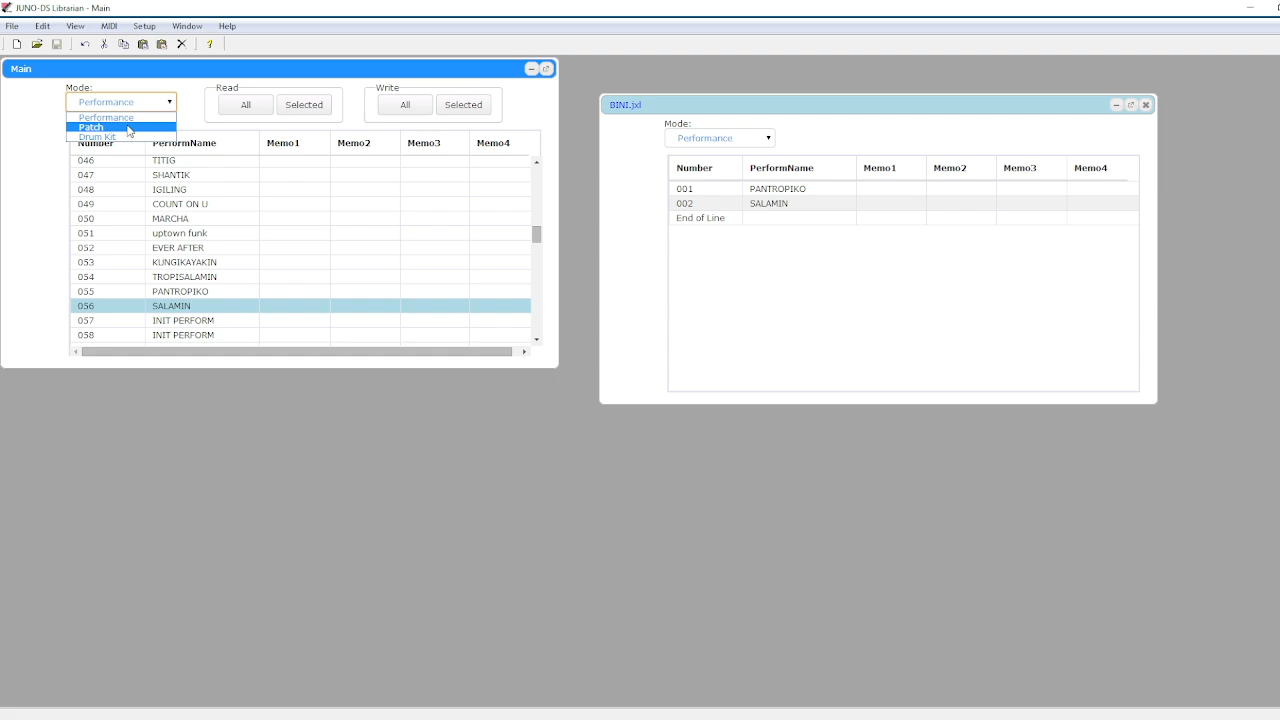 JUNO-DS Librarian - Main
File Edit View MIDI Setup Window Help
Main
Mode: Read Write
Performance All Selected All Selected
Performance
Patch
Drum Kit
Number PerformName Memo1 Memo2 Memo3 Memo4
046 TITIG
047 SHANTIK
048 IGILING
049 COUNT ON U
050 MARCHA
051 uptown funk
052 EVER AFTER
053 KUNGIKAYAKIN
054 TROPISALAMIN
055 PANTROPIKO
056 SALAMIN
057 INIT PERFORM
058 INIT PERFORM
BINI.jxl
Mode:
Performance
Number PerformName Memo1 Memo2 Memo3 Memo4
001 PANTROPIKO
002 SALAMIN
End of Line